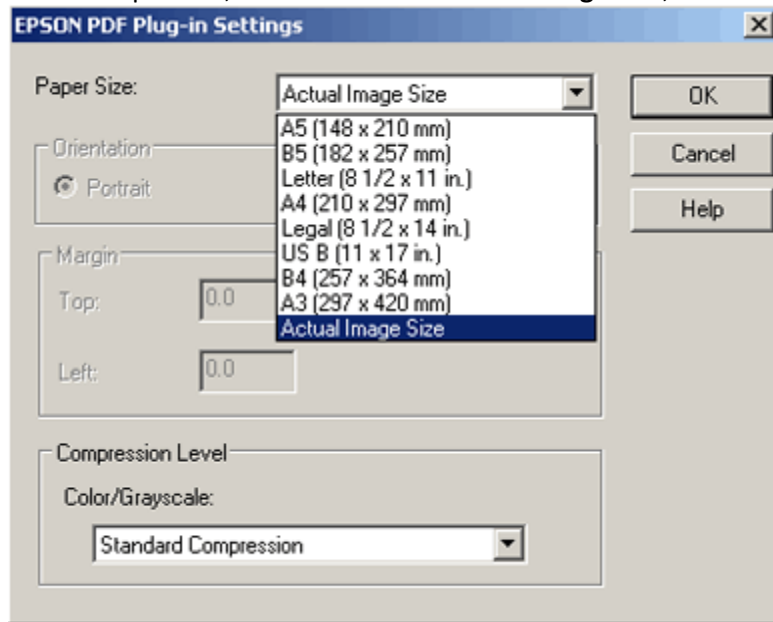 EPSON PDF Plug-in Settings
Paper Size:
Actual Image Size
OK
A5 (148 x 210 mm)
B5 (182 x 257 mm)
Letter (8 1/2 x 11 in.)
A4 (210 x 297 mm)
Legal (8 1/2 x 14 in.)
US B (11 x 17 in.)
B4 (257 x 364 mm)
A3 (297 x 420 mm)
Actual Image Size
Cancel
Help
Orientation
Portrait
Margin
Top: 0.0
Left: 0.0
Compression Level
Color/Grayscale:
Standard Compression